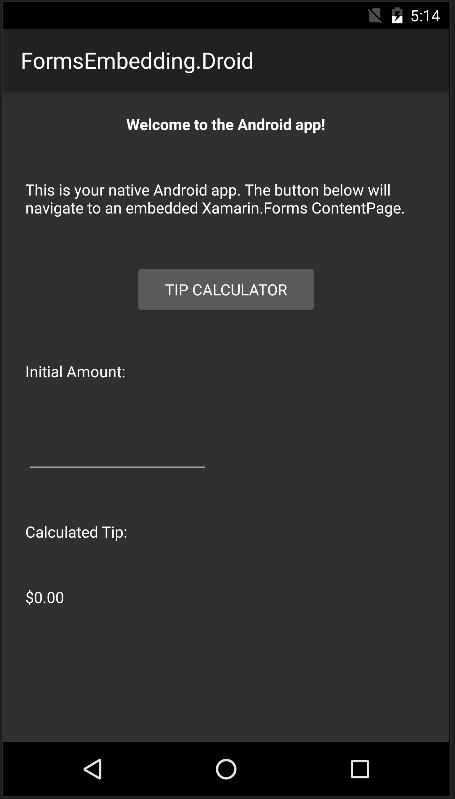 5:14
FormsEmbedding.Droid
Welcome to the Android app!
This is your native Android app. The button below will
navigate to an embedded Xamarin.Forms ContentPage.
TIP CALCULATOR
Initial Amount:
Calculated Tip:
$0.00